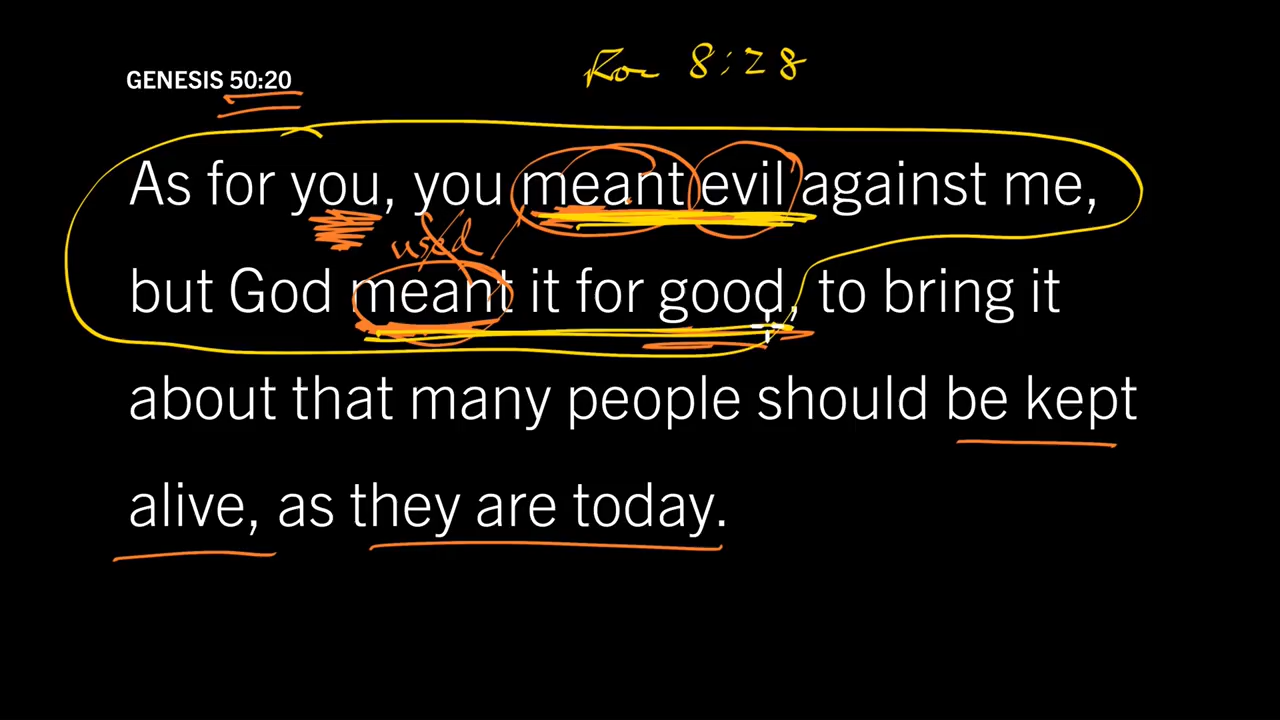 GENESIS 50:20
Rom 8:28
As for you, you meant evil against me,
used
but God meant it for good, to bring it
about that many people should be kept
alive, as they are today.